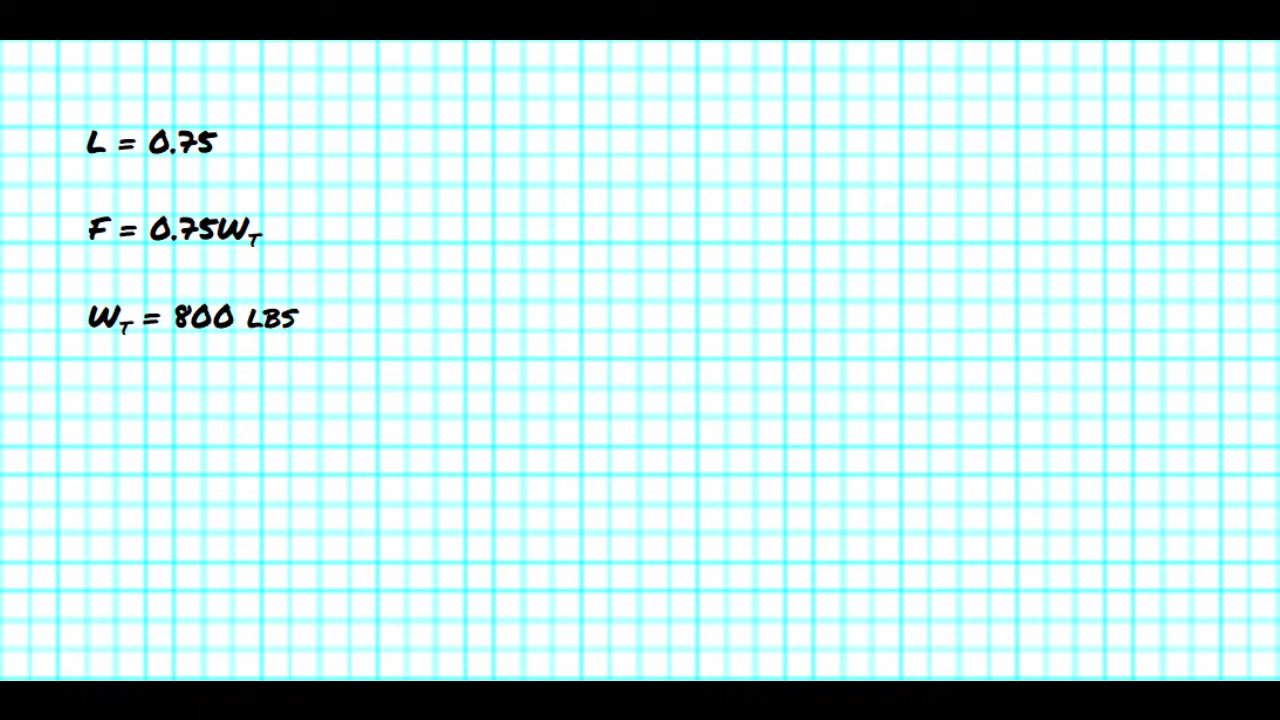 L = 0.75
F = 0.75W_T
W_T = 800 LBS